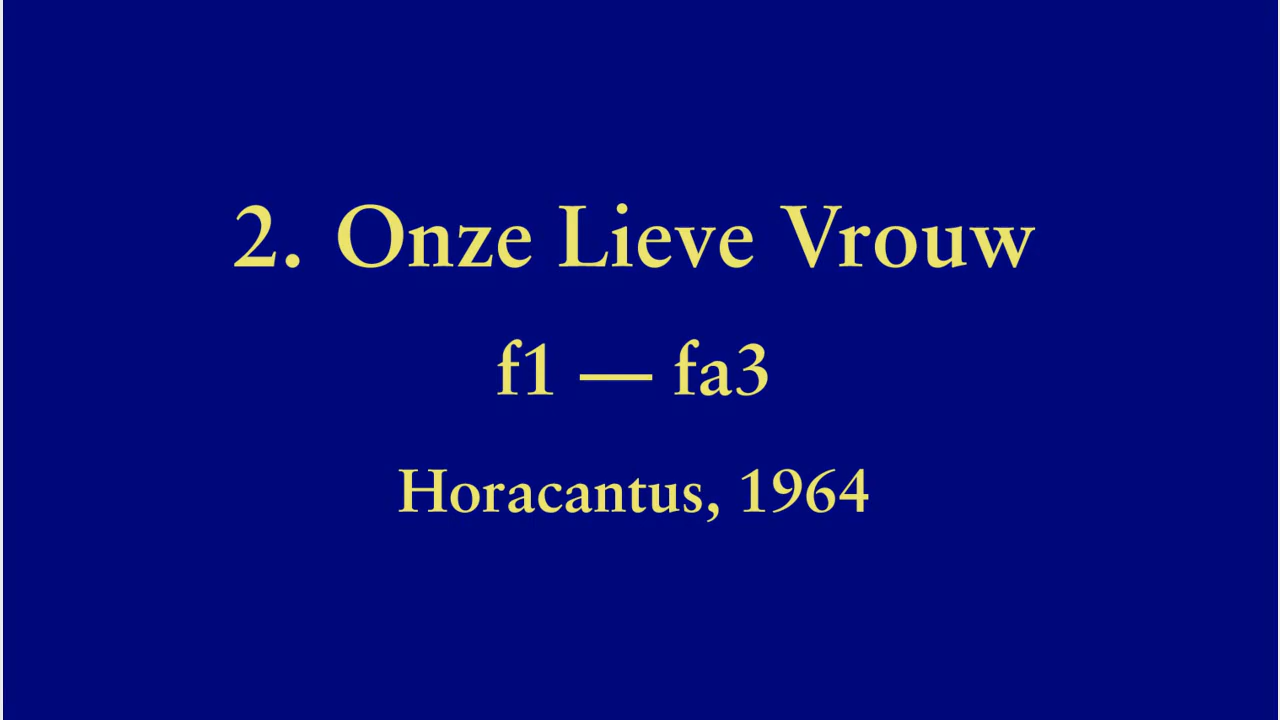 2. Onze Lieve Vrouw
f1 — fa3
Horacantus, 1964